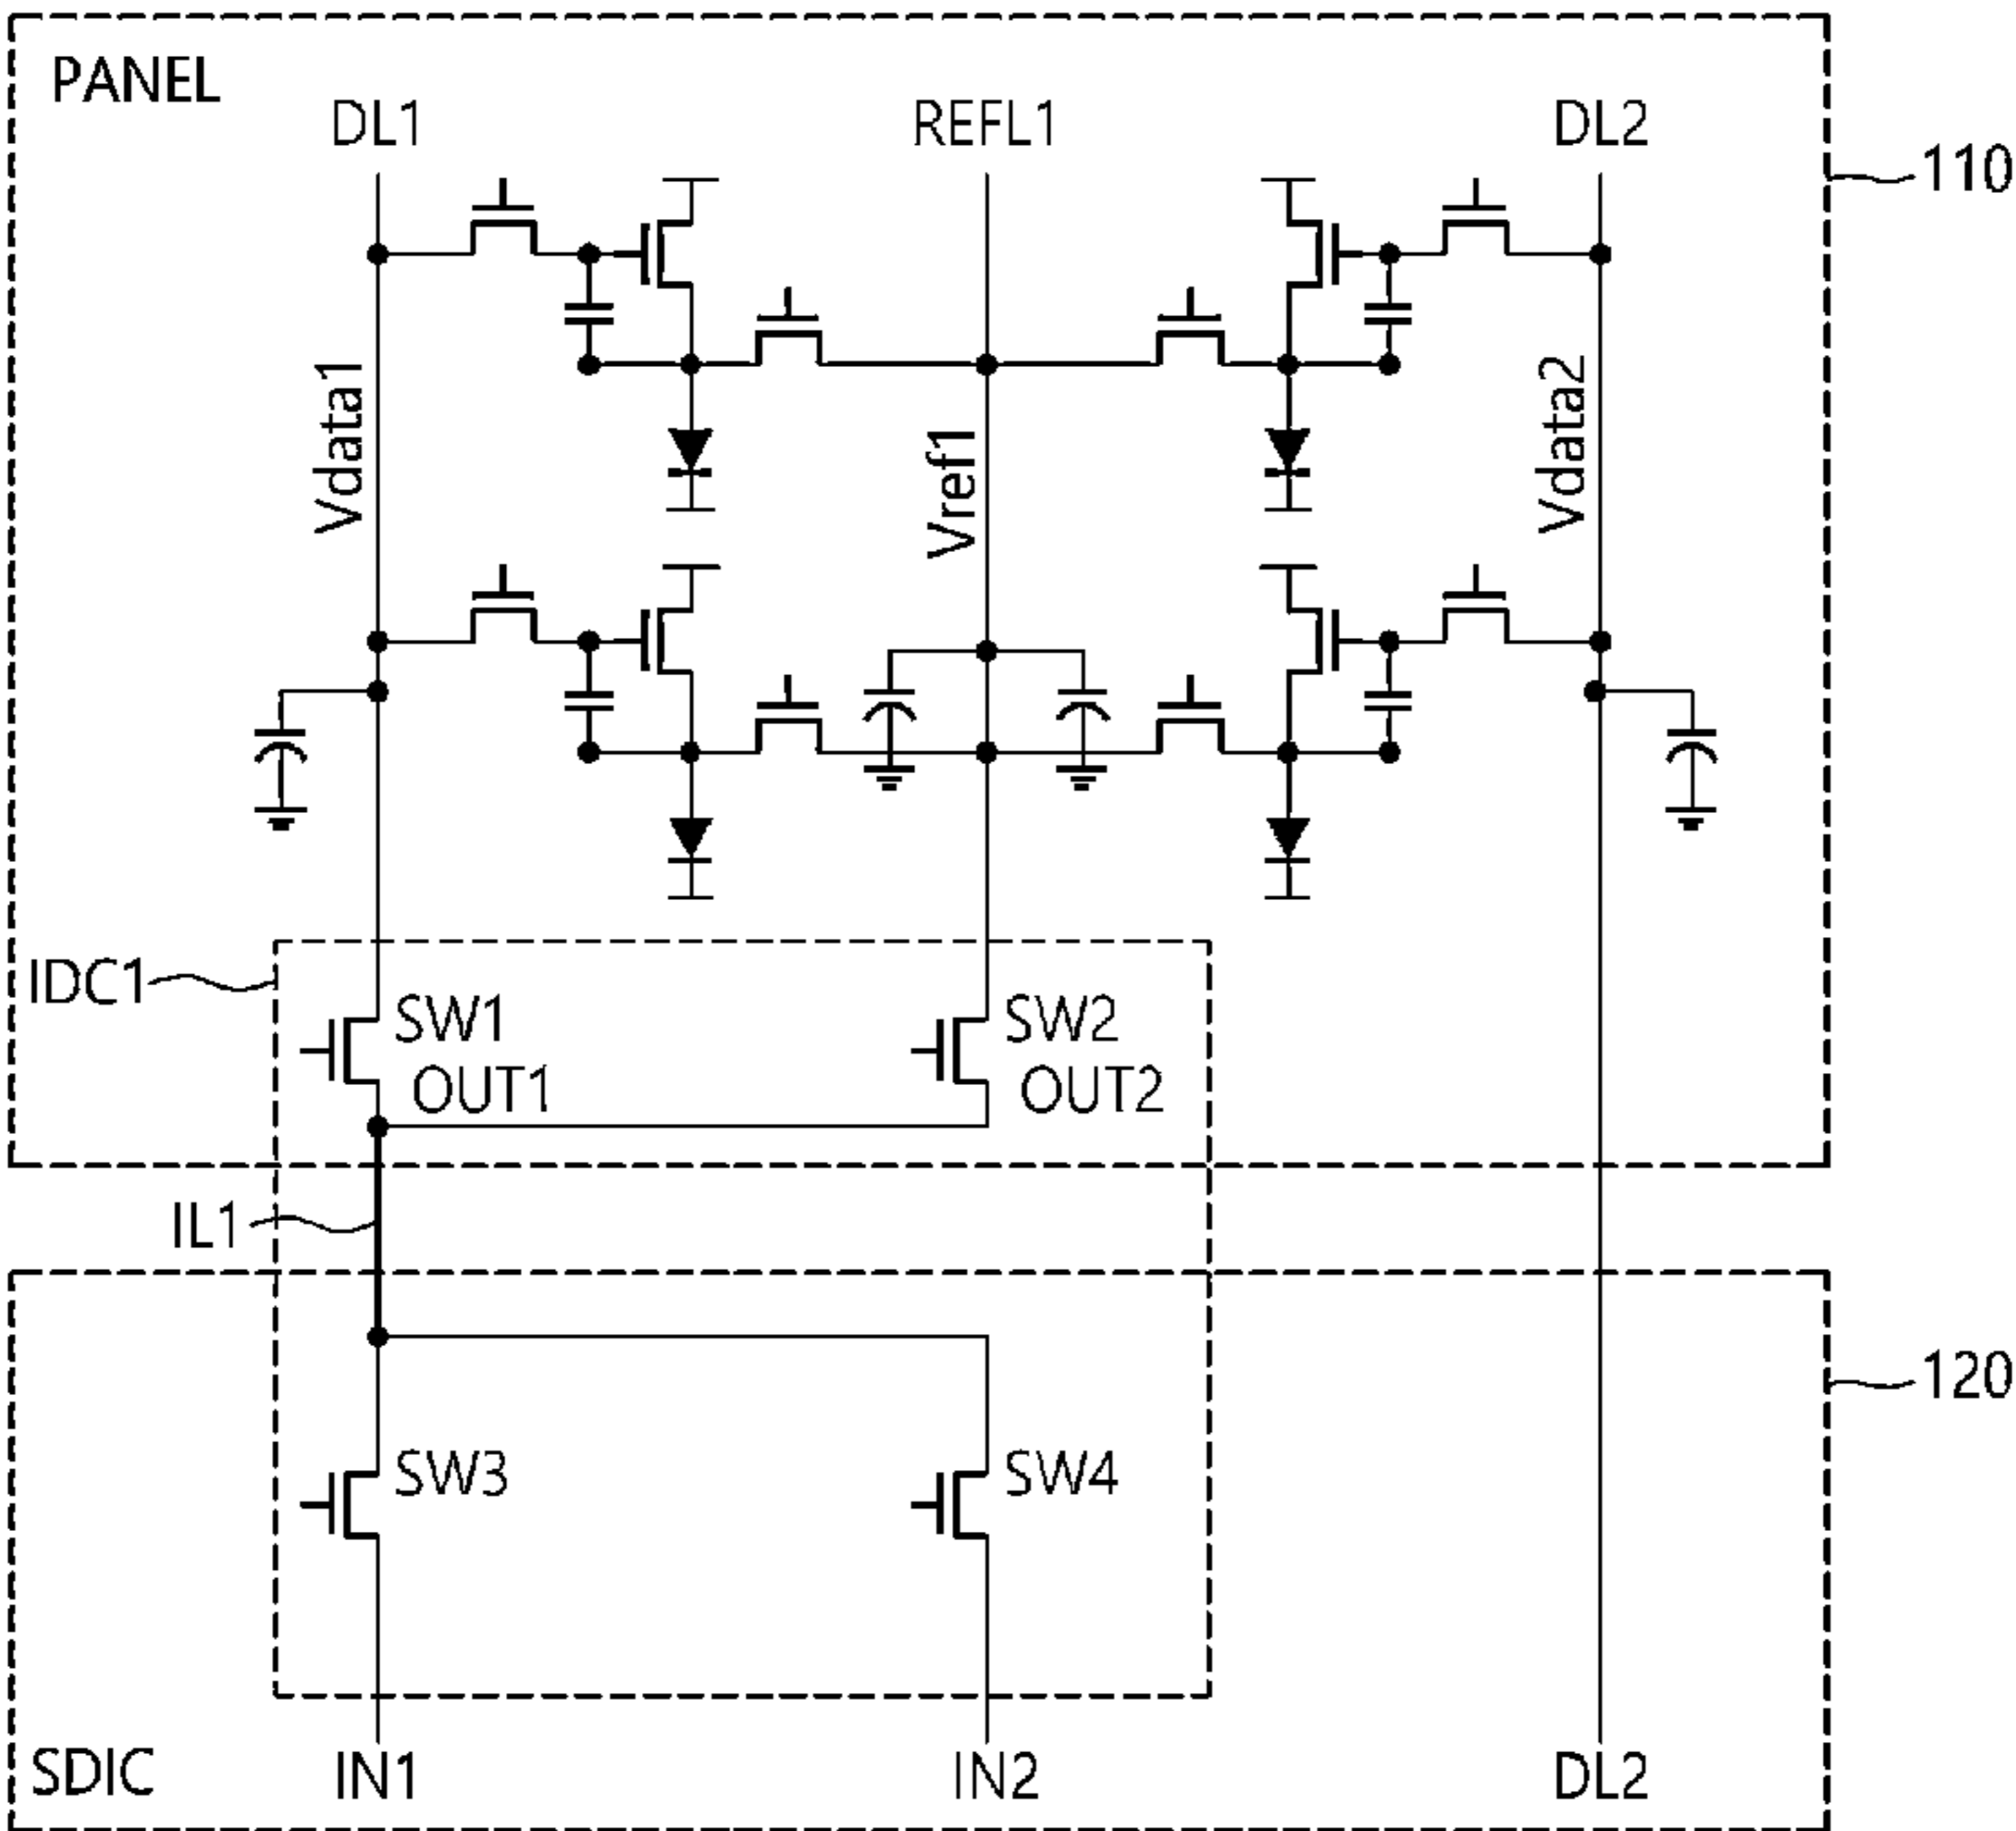 PANEL
DL1
REFL1
DL2
110
Vdata1
Vref1
Vdata2
IDC1
SW1
SW2
OUT1
OUT2
IL1
120
SW3
SW4
SDIC
IN1
IN2
DL2